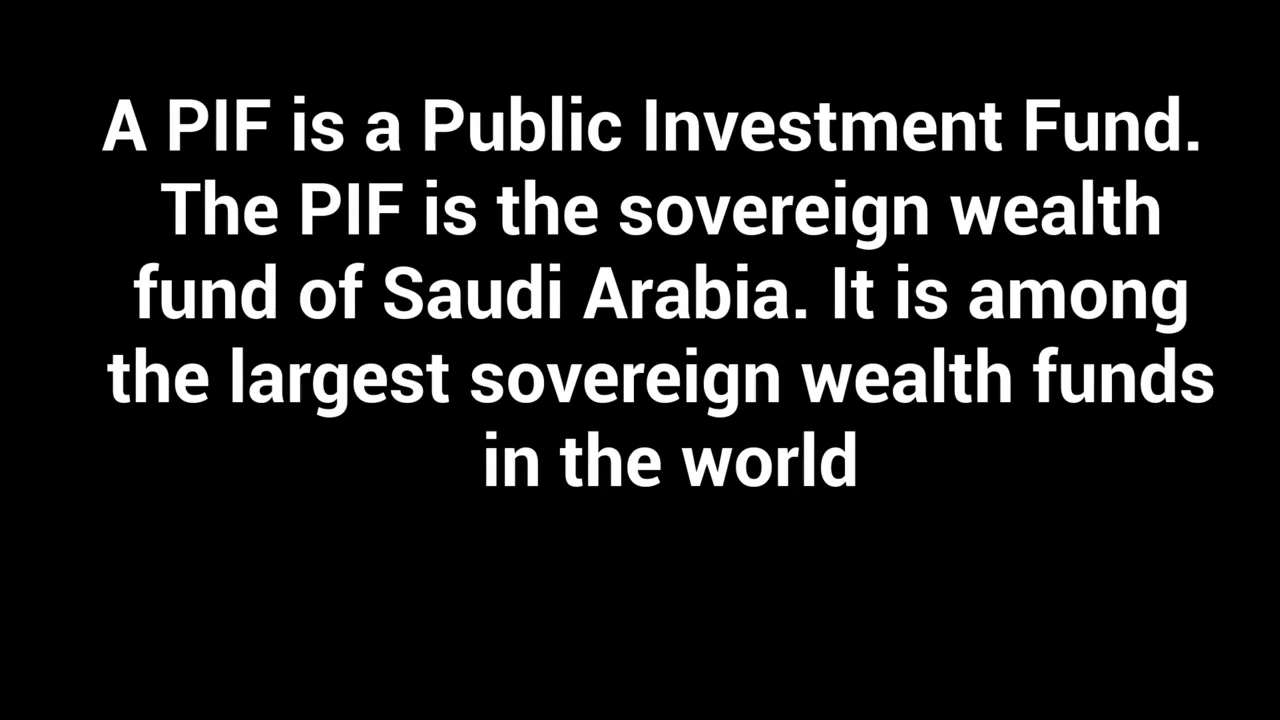 A PIF is a Public Investment Fund.
The PIF is the sovereign wealth
fund of Saudi Arabia. It is among
the largest sovereign wealth funds
in the world